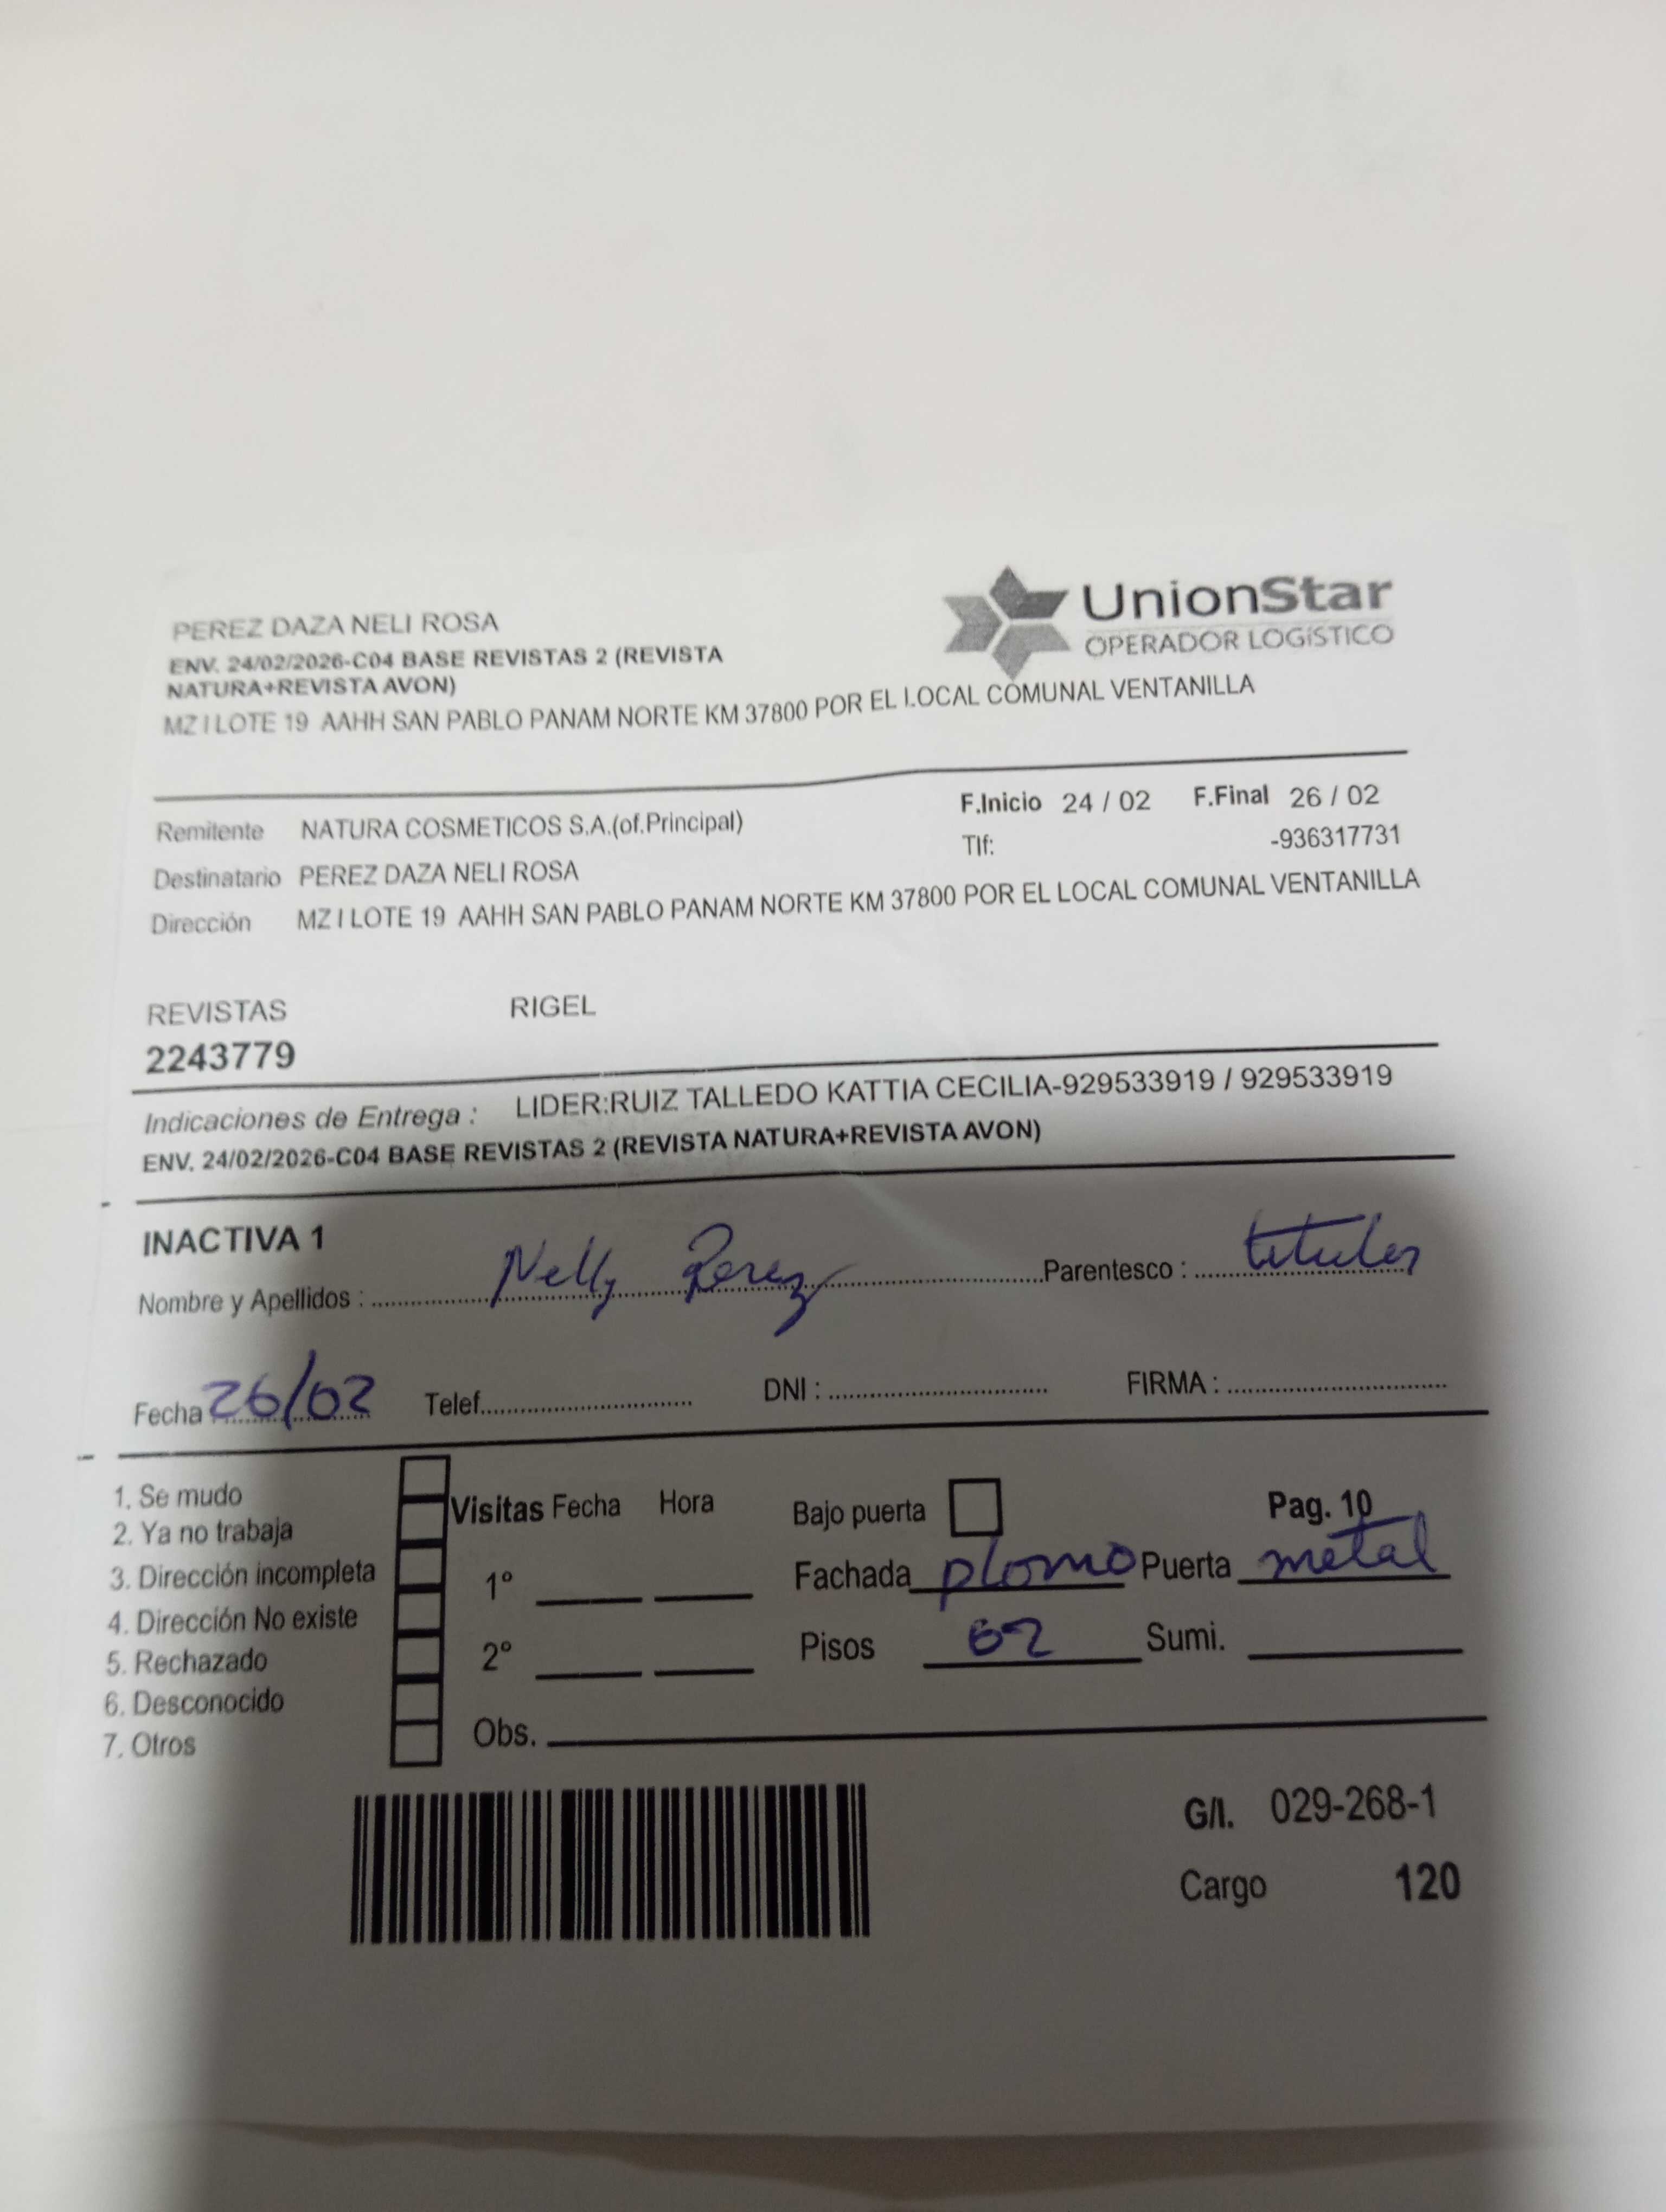 PEREZ DAZA NELI ROSA
UnionStar
OPERADOR LOGÍSTICO
ENV. 24/02/2026-C04 BASE REVISTAS 2 (REVISTA
NATURA+REVISTA AVON)
MZ I LOTE 19 AAHH SAN PABLO PANAM NORTE KM 37800 POR EL LOCAL COMUNAL VENTANILLA
F.Inicio 24 / 02 F.Final 26 / 02
Remitente NATURA COSMETICOS S.A.(of.Principal)
Tlf: -936317731
Destinatario PEREZ DAZA NELI ROSA
Dirección MZ I LOTE 19 AAHH SAN PABLO PANAM NORTE KM 37800 POR EL LOCAL COMUNAL VENTANILLA
REVISTAS RIGEL
2243779
Indicaciones de Entrega : LIDER:RUIZ TALLEDO KATTIA CECILIA-929533919 / 929533919
ENV. 24/02/2026-C04 BASE REVISTAS 2 (REVISTA NATURA+REVISTA AVON)
INACTIVA 1
Nombre y Apellidos : Nelly Perez Parentesco : titular
Fecha 26/02 Telef. DNI : FIRMA :
1. Se mudo
2. Ya no trabaja
3. Dirección incompleta
4. Dirección No existe
5. Rechazado
6. Desconocido
7. Otros
Visitas Fecha Hora
1°
2°
Obs.
Bajo puerta Pag. 10
Fachada plomo Puerta metal
Pisos 02 Sumi.
G/I. 029-268-1
Cargo 120